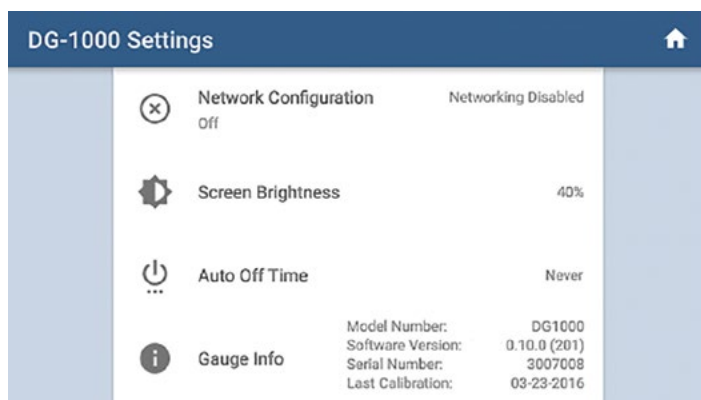 DG-1000 Settings
Network Configuration Networking Disabled
Off
Screen Brightness 40%
Auto Off Time Never
Gauge Info
Model Number: DG1000
Software Version: 0.10.0 (201)
Serial Number: 3007008
Last Calibration: 03-23-2016